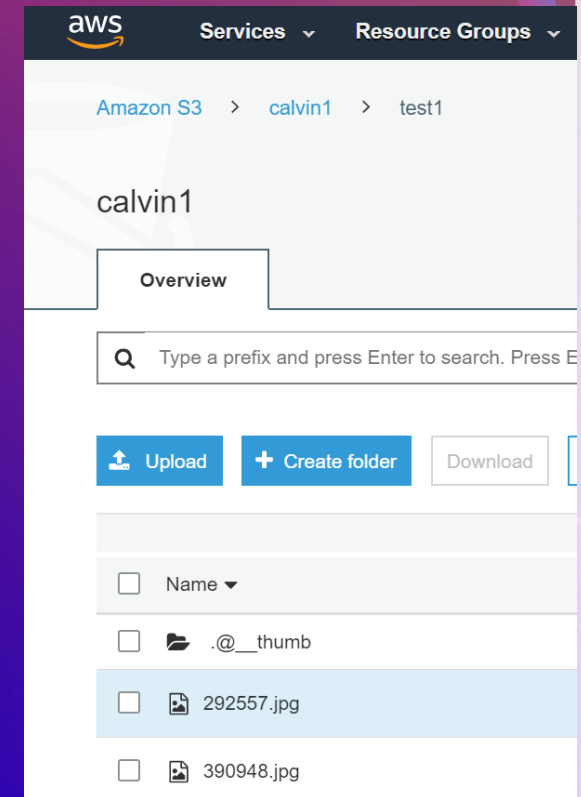 aws Services Resource Groups
Amazon S3 > calvin1 > test1
calvin1
Overview
Type a prefix and press Enter to search. Press E
Upload + Create folder Download
Name
.@__thumb
292557.jpg
390948.jpg